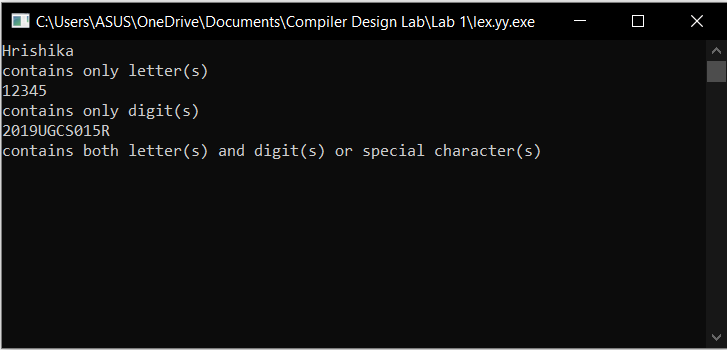 C:\Users\ASUS\OneDrive\Documents\Compiler Design Lab\Lab 1\lex.yy.exe
Hrishika
contains only letter(s)
12345
contains only digit(s)
2019UGCS015R
contains both letter(s) and digit(s) or special character(s)